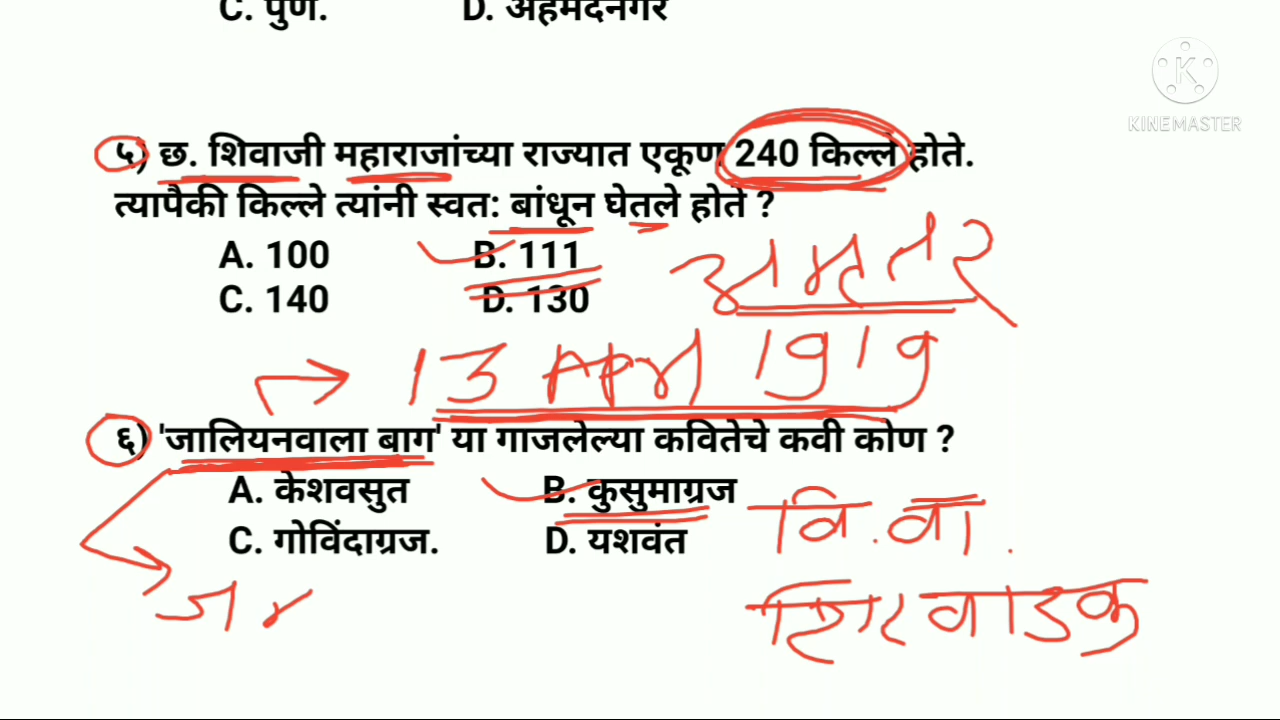 C. पुणे. D. अहमदनगर
KINEMASTER
५) छ. शिवाजी महाराजांच्या राज्यात एकूण 240 किल्ले होते.
त्यापैकी किल्ले त्यांनी स्वत: बांधून घेतले होते ?
A. 100 B. 111
C. 140 D. 130
अमृतसर
13 April 1919
६) 'जालियनवाला बाग' या गाजलेल्या कवितेचे कवी कोण ?
A. केशवसुत B. कुसुमाग्रज
C. गोविंदाग्रज. D. यशवंत
वि. वा.
शिरवाडकु